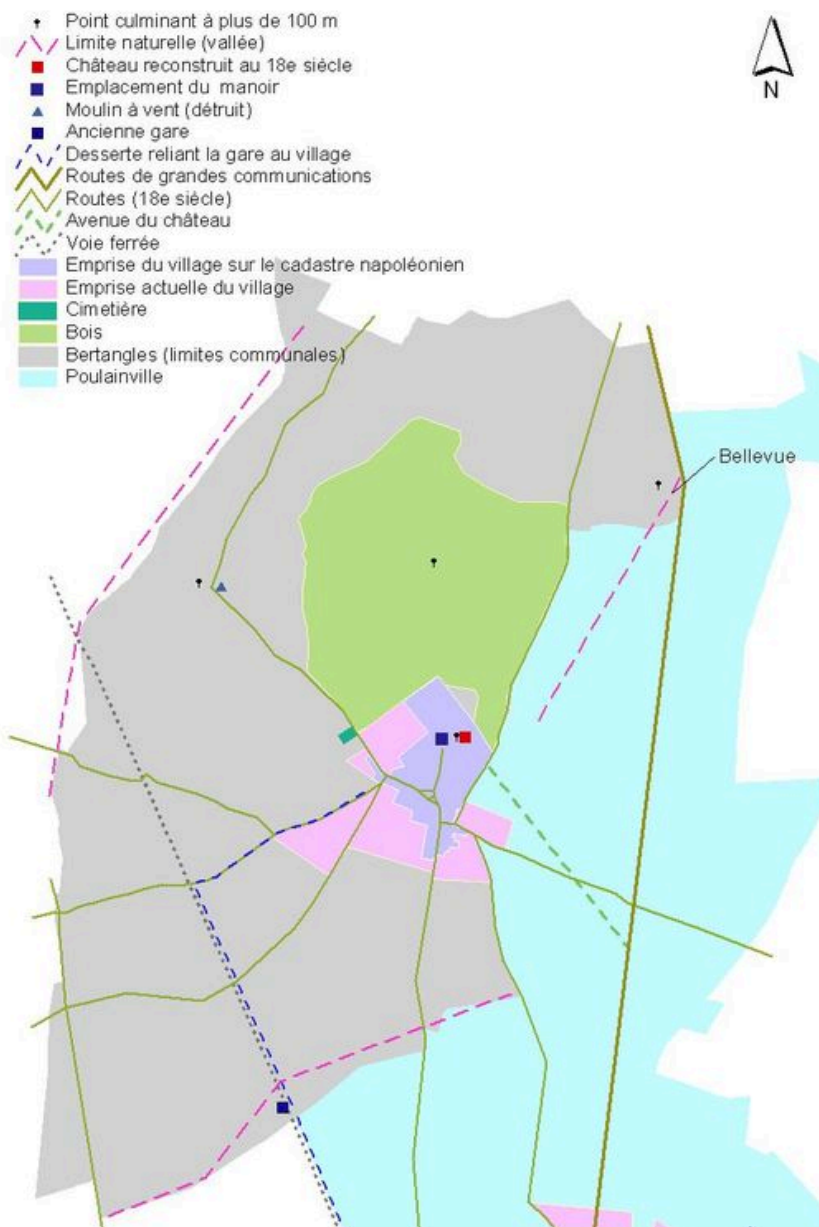 Point culminant à plus de 100 m
Limite naturelle (vallée)
Château reconstruit au 18e siècle
Emplacement du manoir
Moulin à vent (détruit)
Ancienne gare
Desserte reliant la gare au village
Routes de grandes communications
Routes (18e siècle)
Avenue du château
Voie ferrée
Emprise du village sur le cadastre napoléonien
Emprise actuelle du village
Cimetière
Bois
Bertangles (limites communales)
Poulainville
N
Bellevue